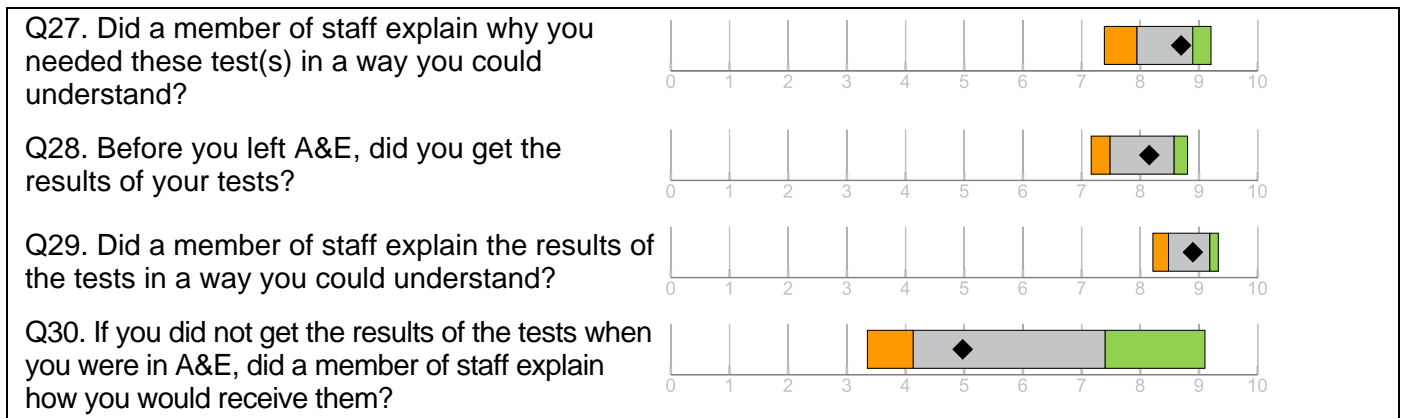 Q27. Did a member of staff explain why you
needed these test(s) in a way you could
understand?
0 1 2 3 4 5 6 7 8 9 10
Q28. Before you left A&E, did you get the
results of your tests?
0 1 2 3 4 5 6 7 8 9 10
Q29. Did a member of staff explain the results of
the tests in a way you could understand?
0 1 2 3 4 5 6 7 8 9 10
Q30. If you did not get the results of the tests when
you were in A&E, did a member of staff explain
how you would receive them?
0 1 2 3 4 5 6 7 8 9 10